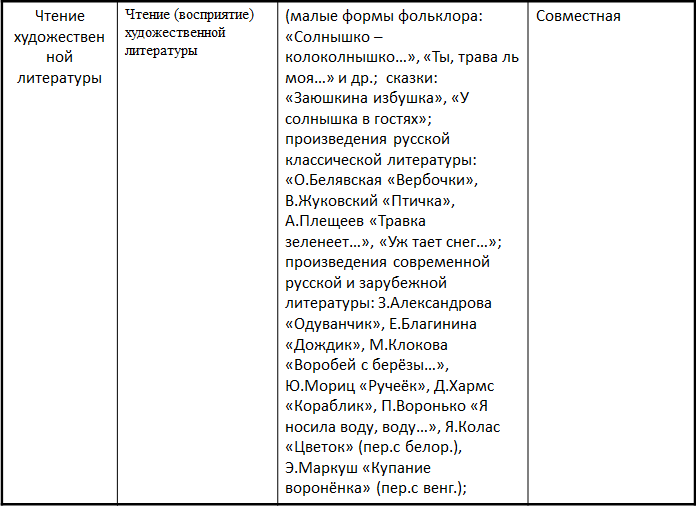 Чтение
художествен
ной
литературы
Чтение (восприятие)
художественной
литературы
(малые формы фольклора:
«Солнышко –
колоколнышко…», «Ты, трава ль
моя…» и др.;  сказки:
«Заюшкина избушка», «У
солнышка в гостях»;
произведения русской
классической литературы:
«О.Белявская «Вербочки»,
В.Жуковский «Птичка»,
А.Плещеев «Травка
зеленеет…», «Уж тает снег…»;
произведения современной
русской и зарубежной
литературы: З.Александрова
«Одуванчик», Е.Благинина
«Дождик», М.Клокова
«Воробей с берёзы…»,
Ю.Мориц «Ручеёк», Д.Хармс
«Кораблик», П.Воронько «Я
носила воду, воду…», Я.Колас
«Цветок» (пер.с белор.),
Э.Маркуш «Купание
воронёнка» (пер.с венг.);
Совместная